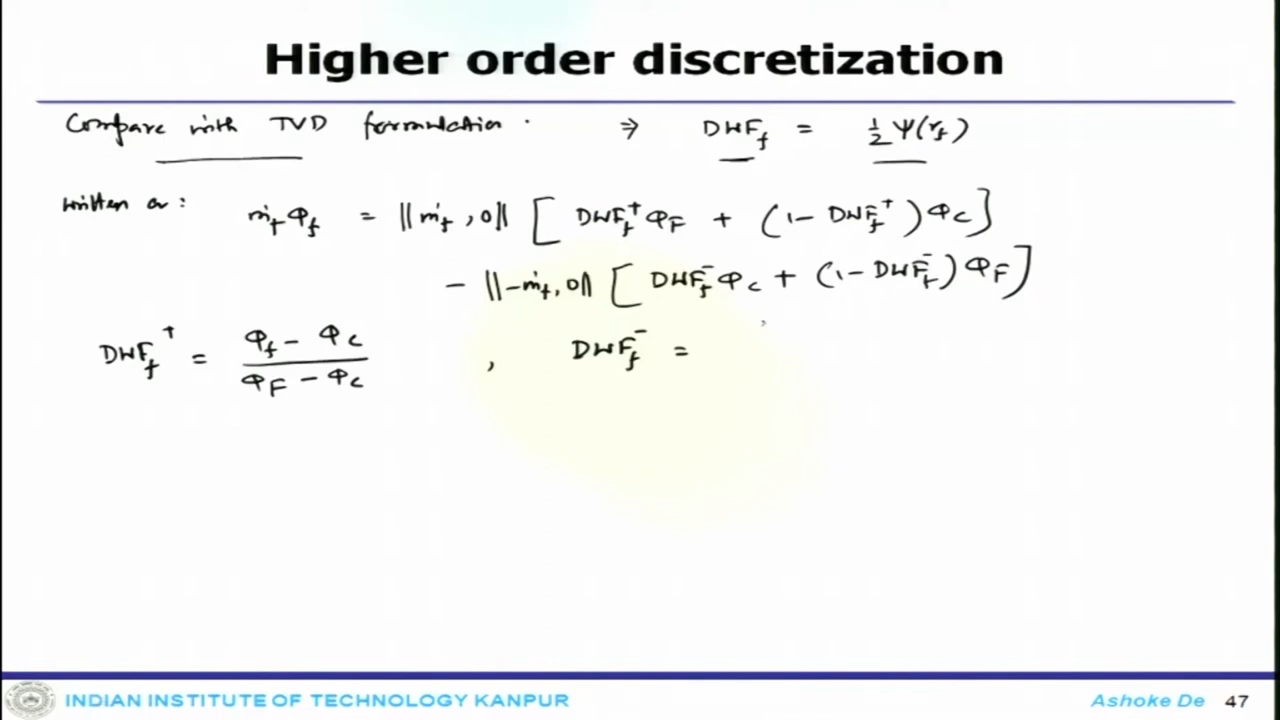 Higher order discretization
Compare with TVD formulation . ⇒ DWF_f = ½ Ψ(r_f)
written as : ṁ_f Φ_f = ||ṁ_f , 0|| [ DWF_f^+ Φ_F + (1 - DWF_f^+) Φ_C ]
- ||-ṁ_f, 0|| [ DWF_f^- Φ_C + (1 - DWF_f^-) Φ_F ]
DWF_f^+ = (Φ_f - Φ_C) / (Φ_F - Φ_C) , DWF_f^- =
INDIAN INSTITUTE OF TECHNOLOGY KANPUR
Ashoke De 47